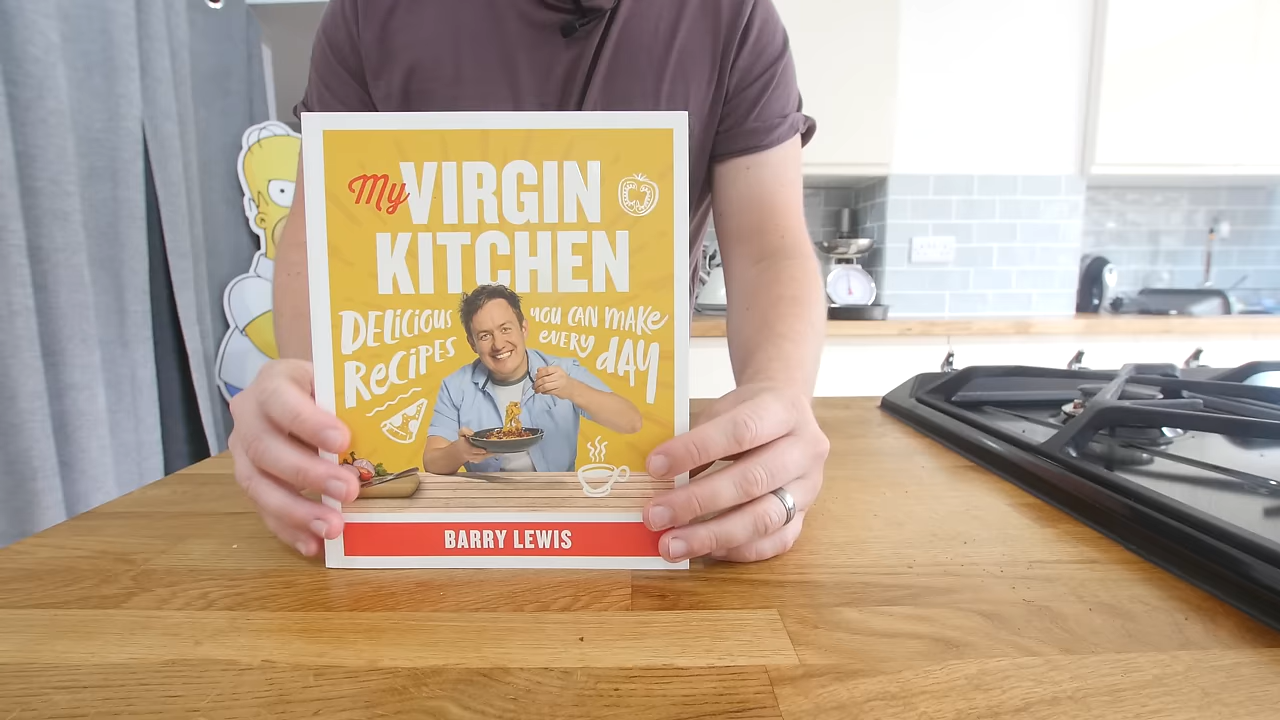 My VIRGIN
KITCHEN
DELiCiOUS
RECiPES
YOU CAN MAKE
EVERY DAY
BARRY LEWIS